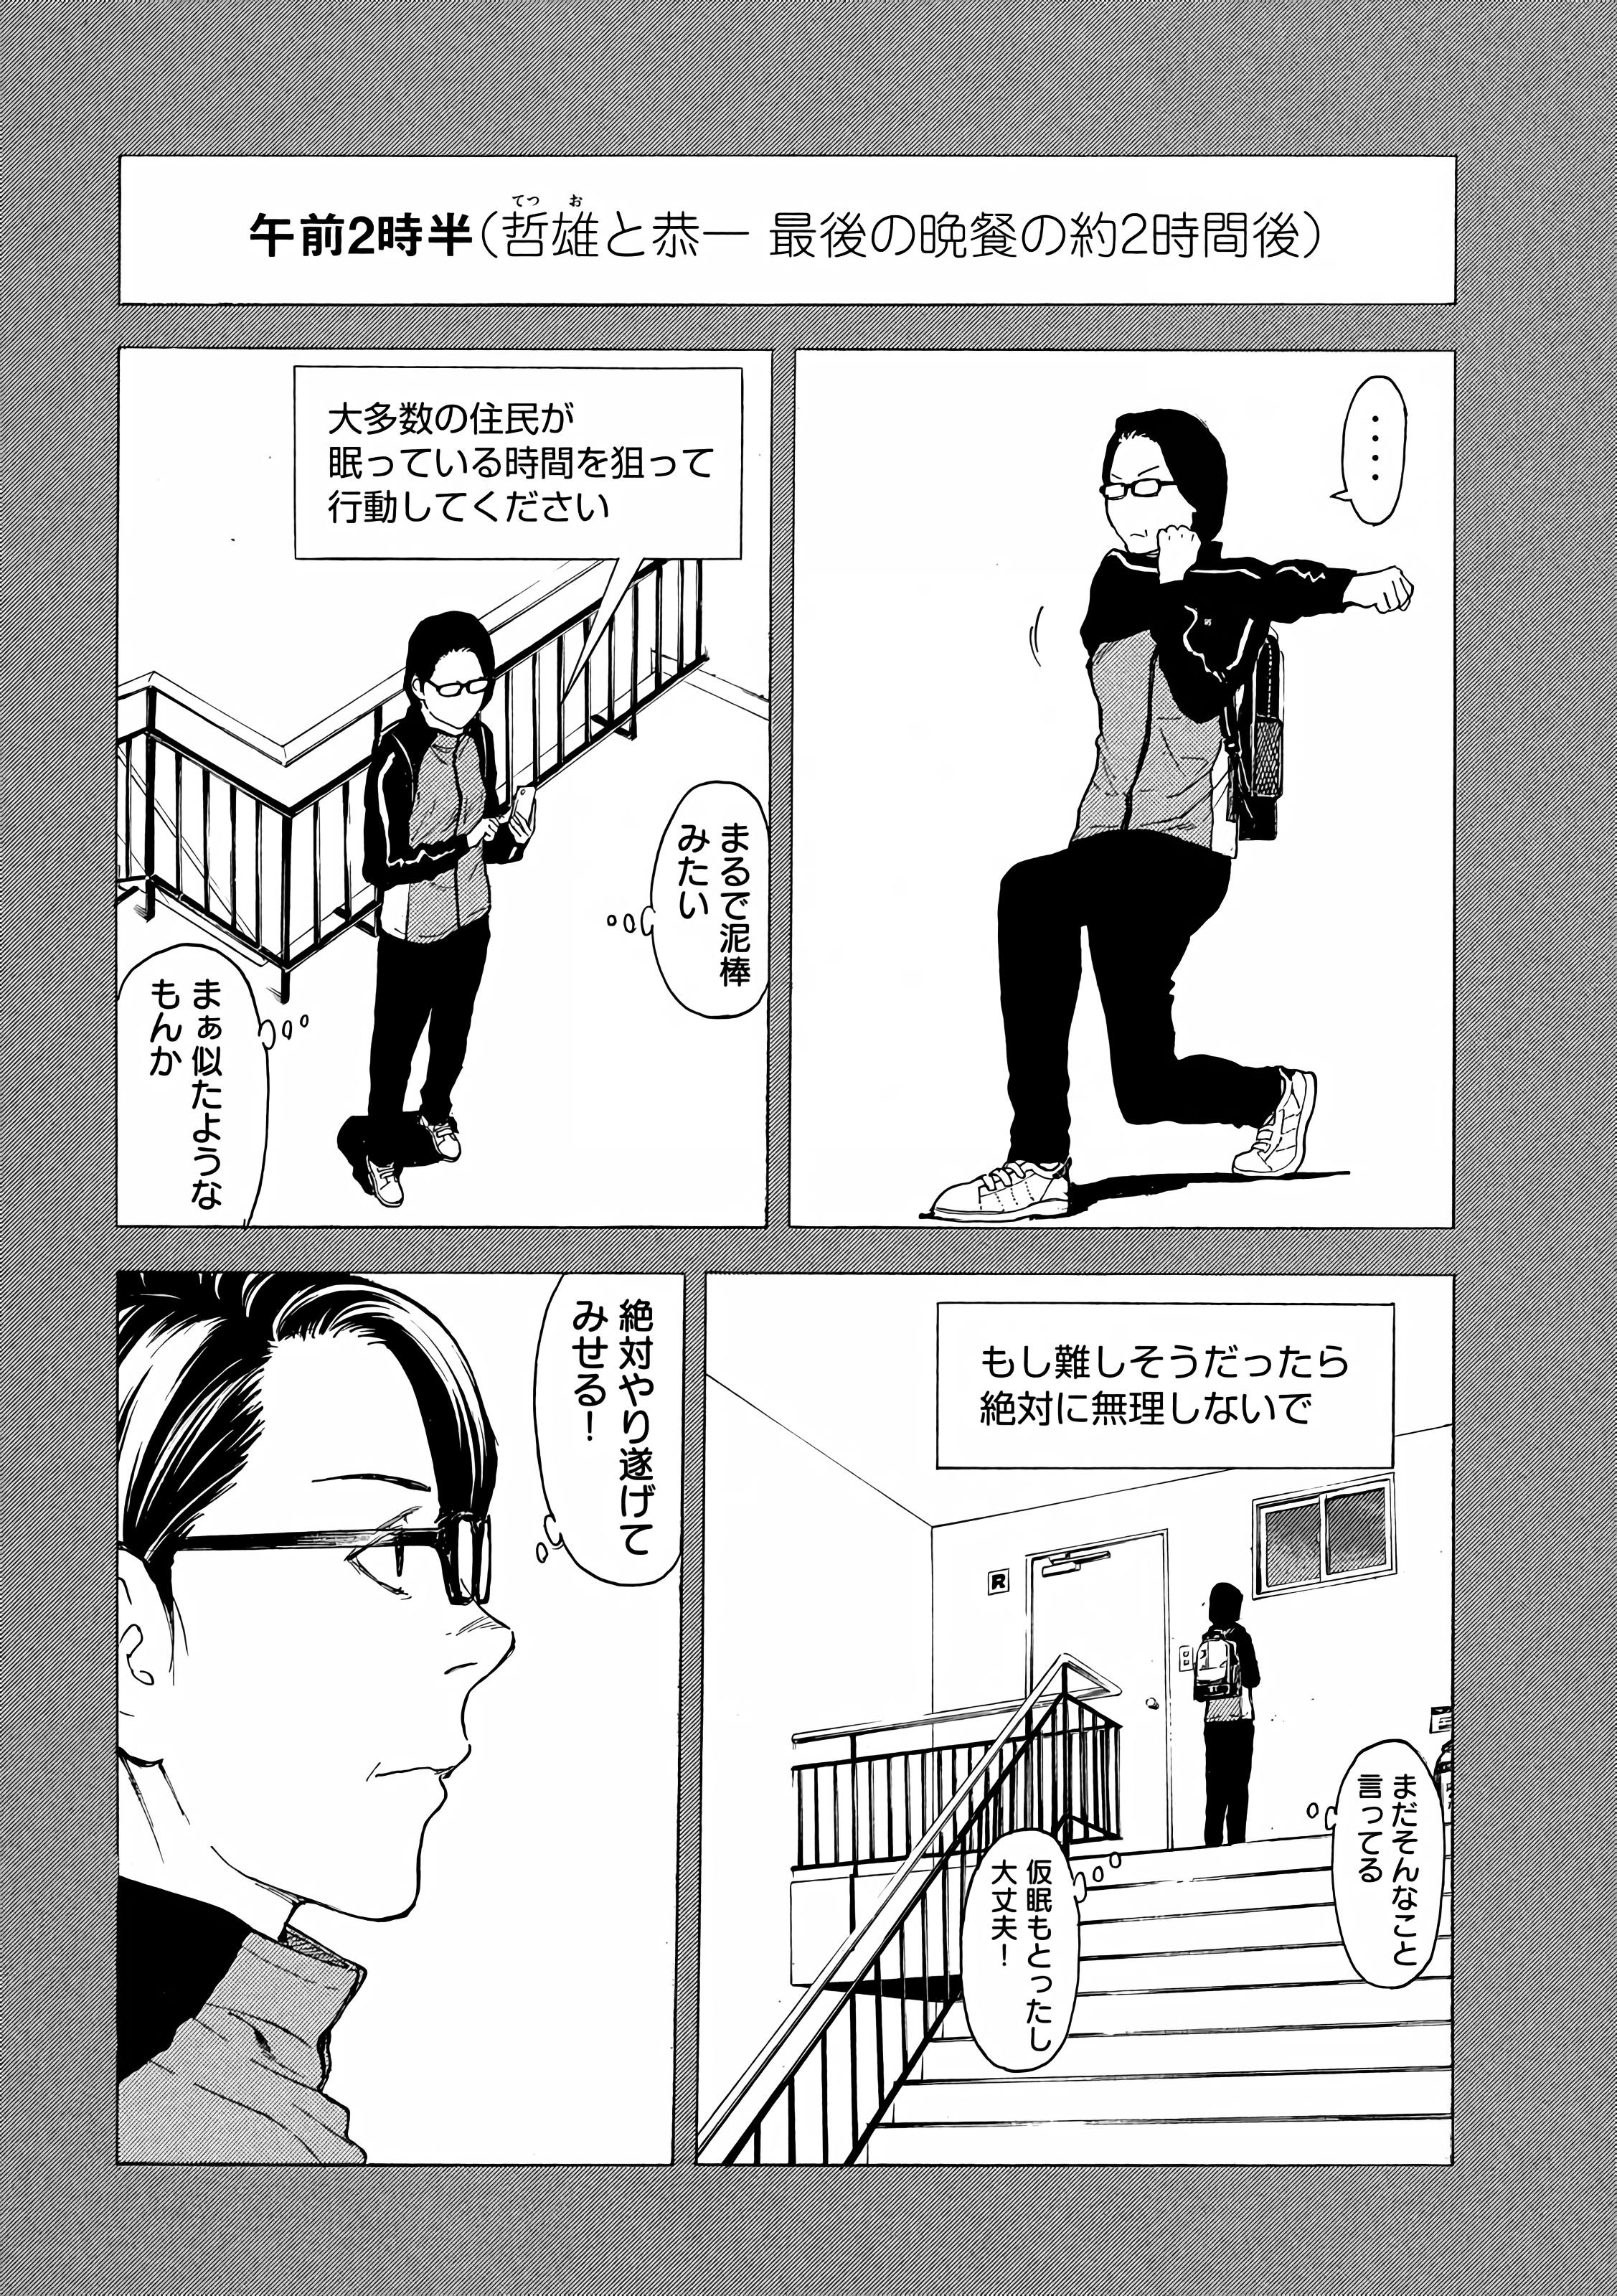 午前2時半(哲雄と恭一 最後の晩餐の約2時間後)
・・・・・
大多数の住民が
眠っている時間を狙って
行動してください
まるで泥棒
みたい
まぁ似たような
もんか
もし難しそうだったら
絶対に無理しないで
R
まだそんなこと
言ってる
仮眠もとったし
大丈夫!
絶対やり遂げて
みせる!